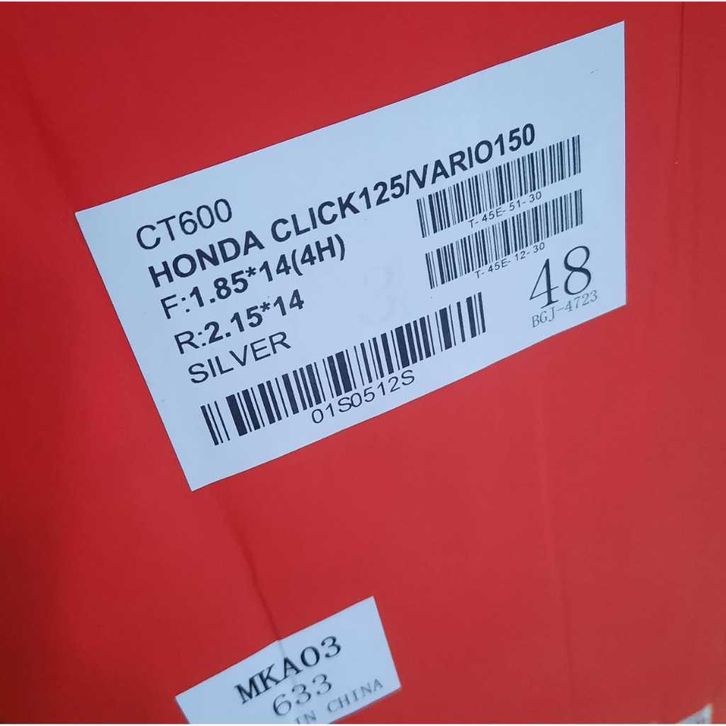 CT600
HONDA CLICK125/VARIO150
F:1.85*14(4H)
R:2.15*14
SILVER
T-45E-51-30
T-45E-12-30
48
BGJ-4723
01S0512S
MKA03
633
IN CHINA